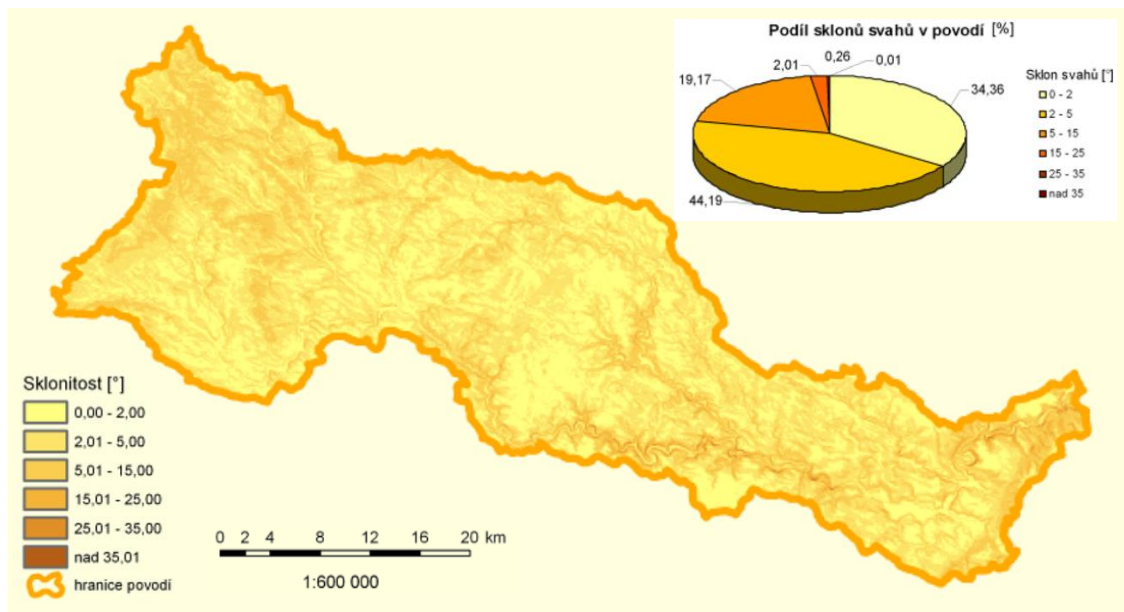 Podíl sklonů svahů v povodí [%]
0,26
0,01
2,01
19,17
34,36
44,19
Sklon svahů [°]
0 - 2
2 - 5
5 - 15
15 - 25
25 - 35
nad 35
Sklonitost [°]
0,00 - 2,00
2,01 - 5,00
5,01 - 15,00
15,01 - 25,00
25,01 - 35,00
nad 35,01
hranice povodí
0 2 4 8 12 16 20 km
1:600 000